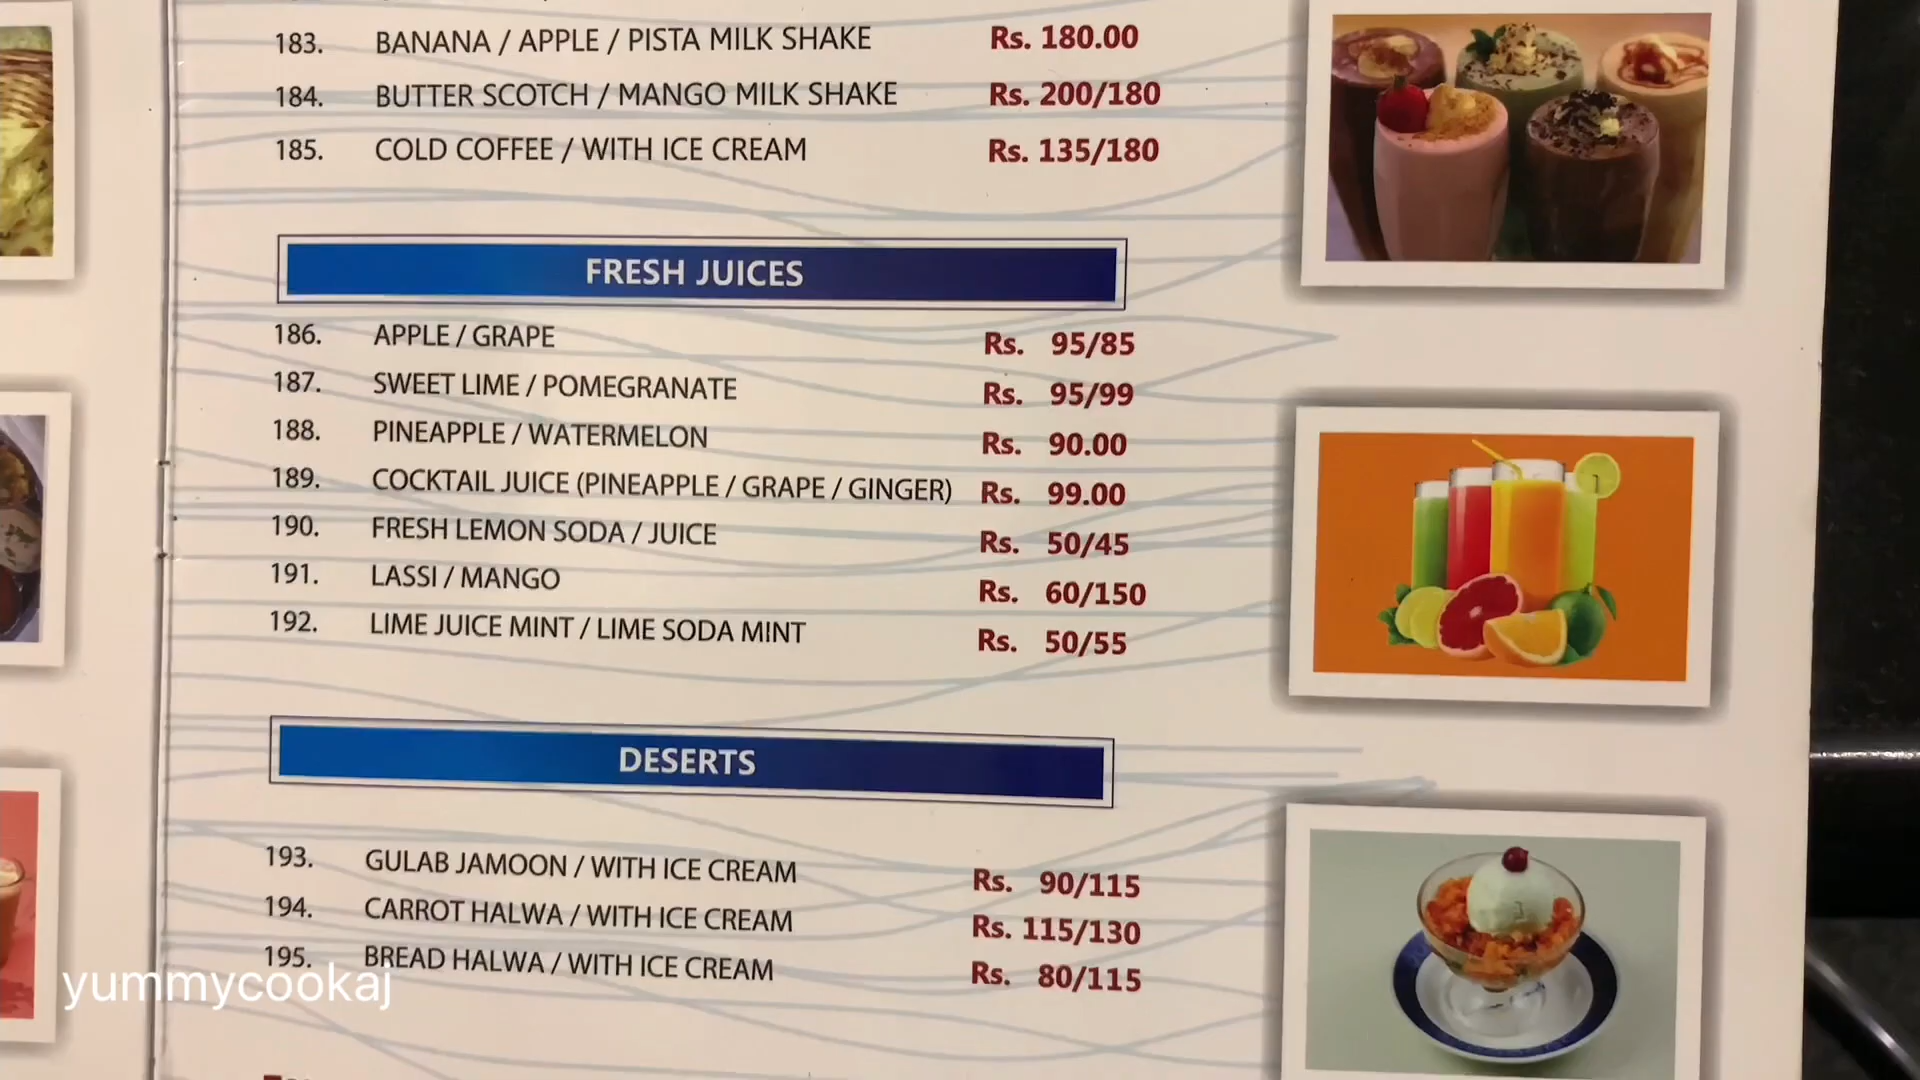 183. BANANA / APPLE / PISTA MILK SHAKE Rs. 180.00
184. BUTTER SCOTCH / MANGO MILK SHAKE Rs. 200/180
185. COLD COFFEE / WITH ICE CREAM Rs. 135/180
FRESH JUICES
186. APPLE / GRAPE Rs. 95/85
187. SWEET LIME / POMEGRANATE Rs. 95/99
188. PINEAPPLE / WATERMELON Rs. 90.00
189. COCKTAIL JUICE (PINEAPPLE / GRAPE / GINGER) Rs. 99.00
190. FRESH LEMON SODA / JUICE Rs. 50/45
191. LASSI / MANGO Rs. 60/150
192. LIME JUICE MINT / LIME SODA MINT Rs. 50/55
DESERTS
193. GULAB JAMOON / WITH ICE CREAM Rs. 90/115
194. CARROT HALWA / WITH ICE CREAM Rs. 115/130
195. BREAD HALWA / WITH ICE CREAM Rs. 80/115
yummycookaj